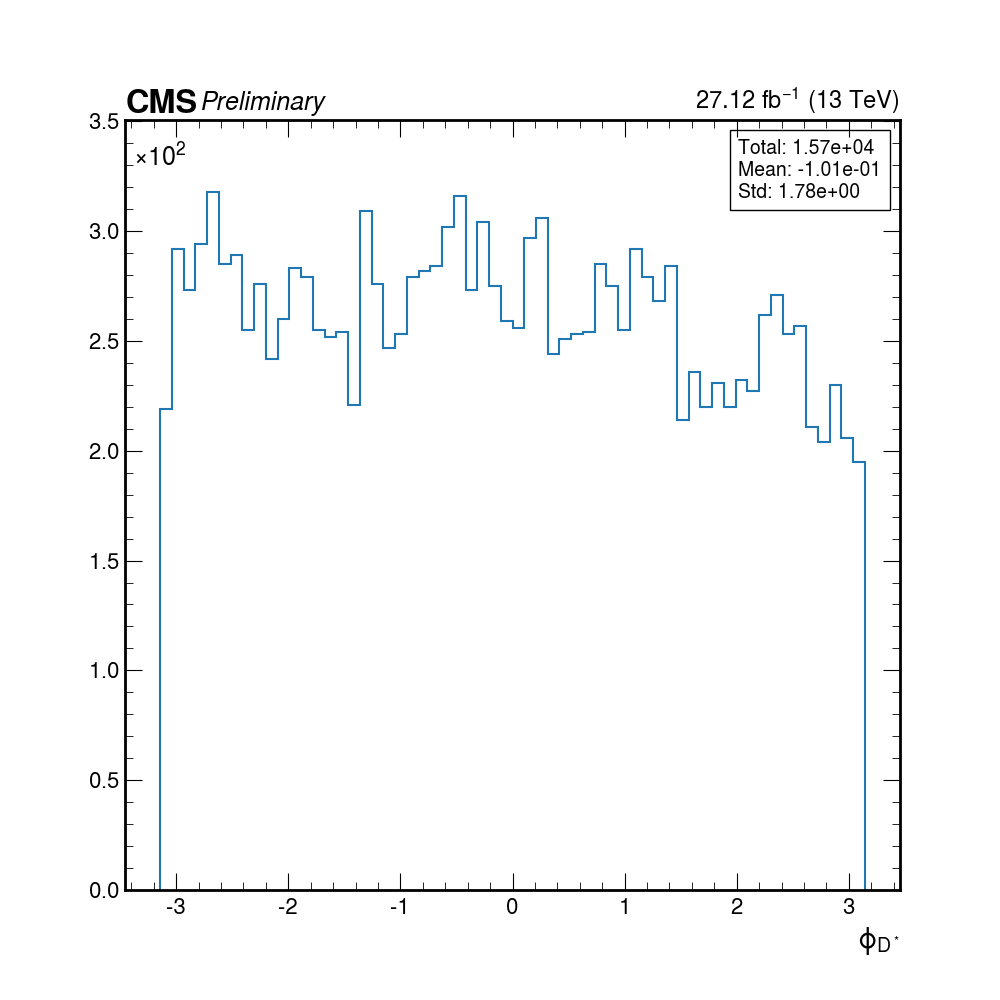 CMS Preliminary 27.12 fb⁻¹ (13 TeV)
×10²
Total: 1.57e+04
Mean: -1.01e-01
Std: 1.78e+00
3.5
3.0
2.5
2.0
1.5
1.0
0.5
0.0
-3 -2 -1 0 1 2 3
ϕD*